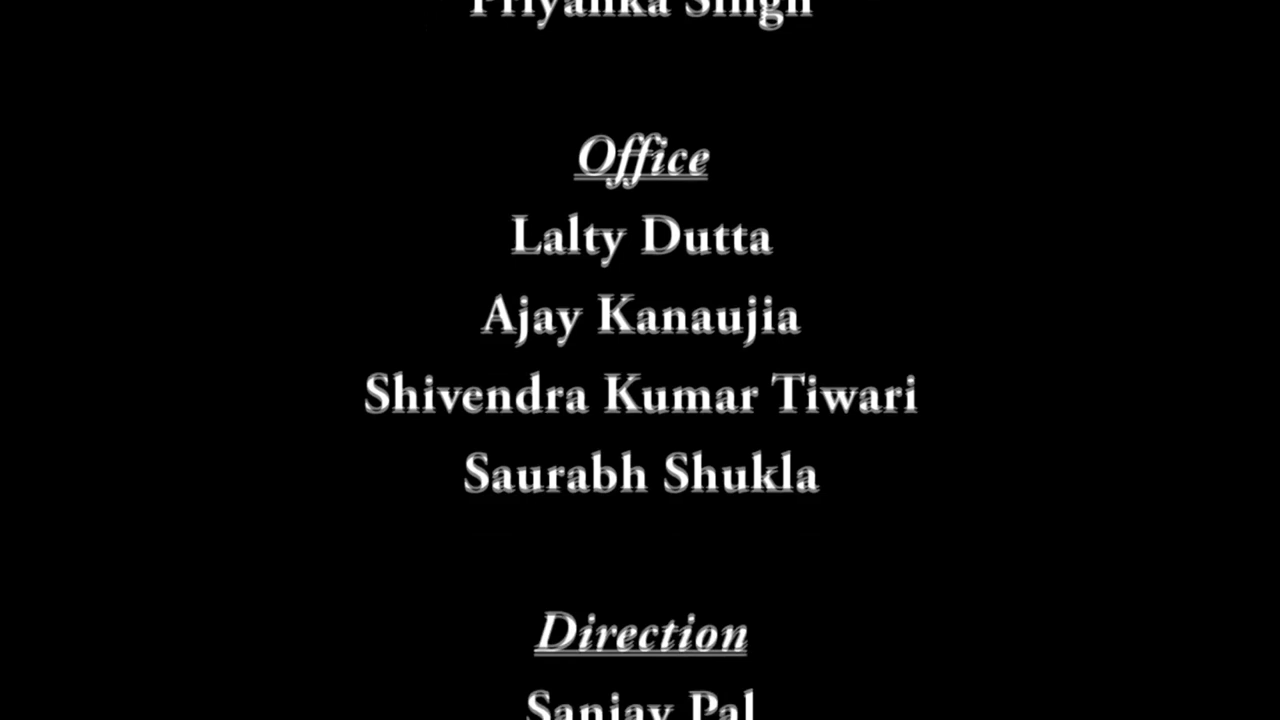 Priyanka Singh
Office
Lalty Dutta
Ajay Kanaujia
Shivendra Kumar Tiwari
Saurabh Shukla
Direction
Sanjay Pal